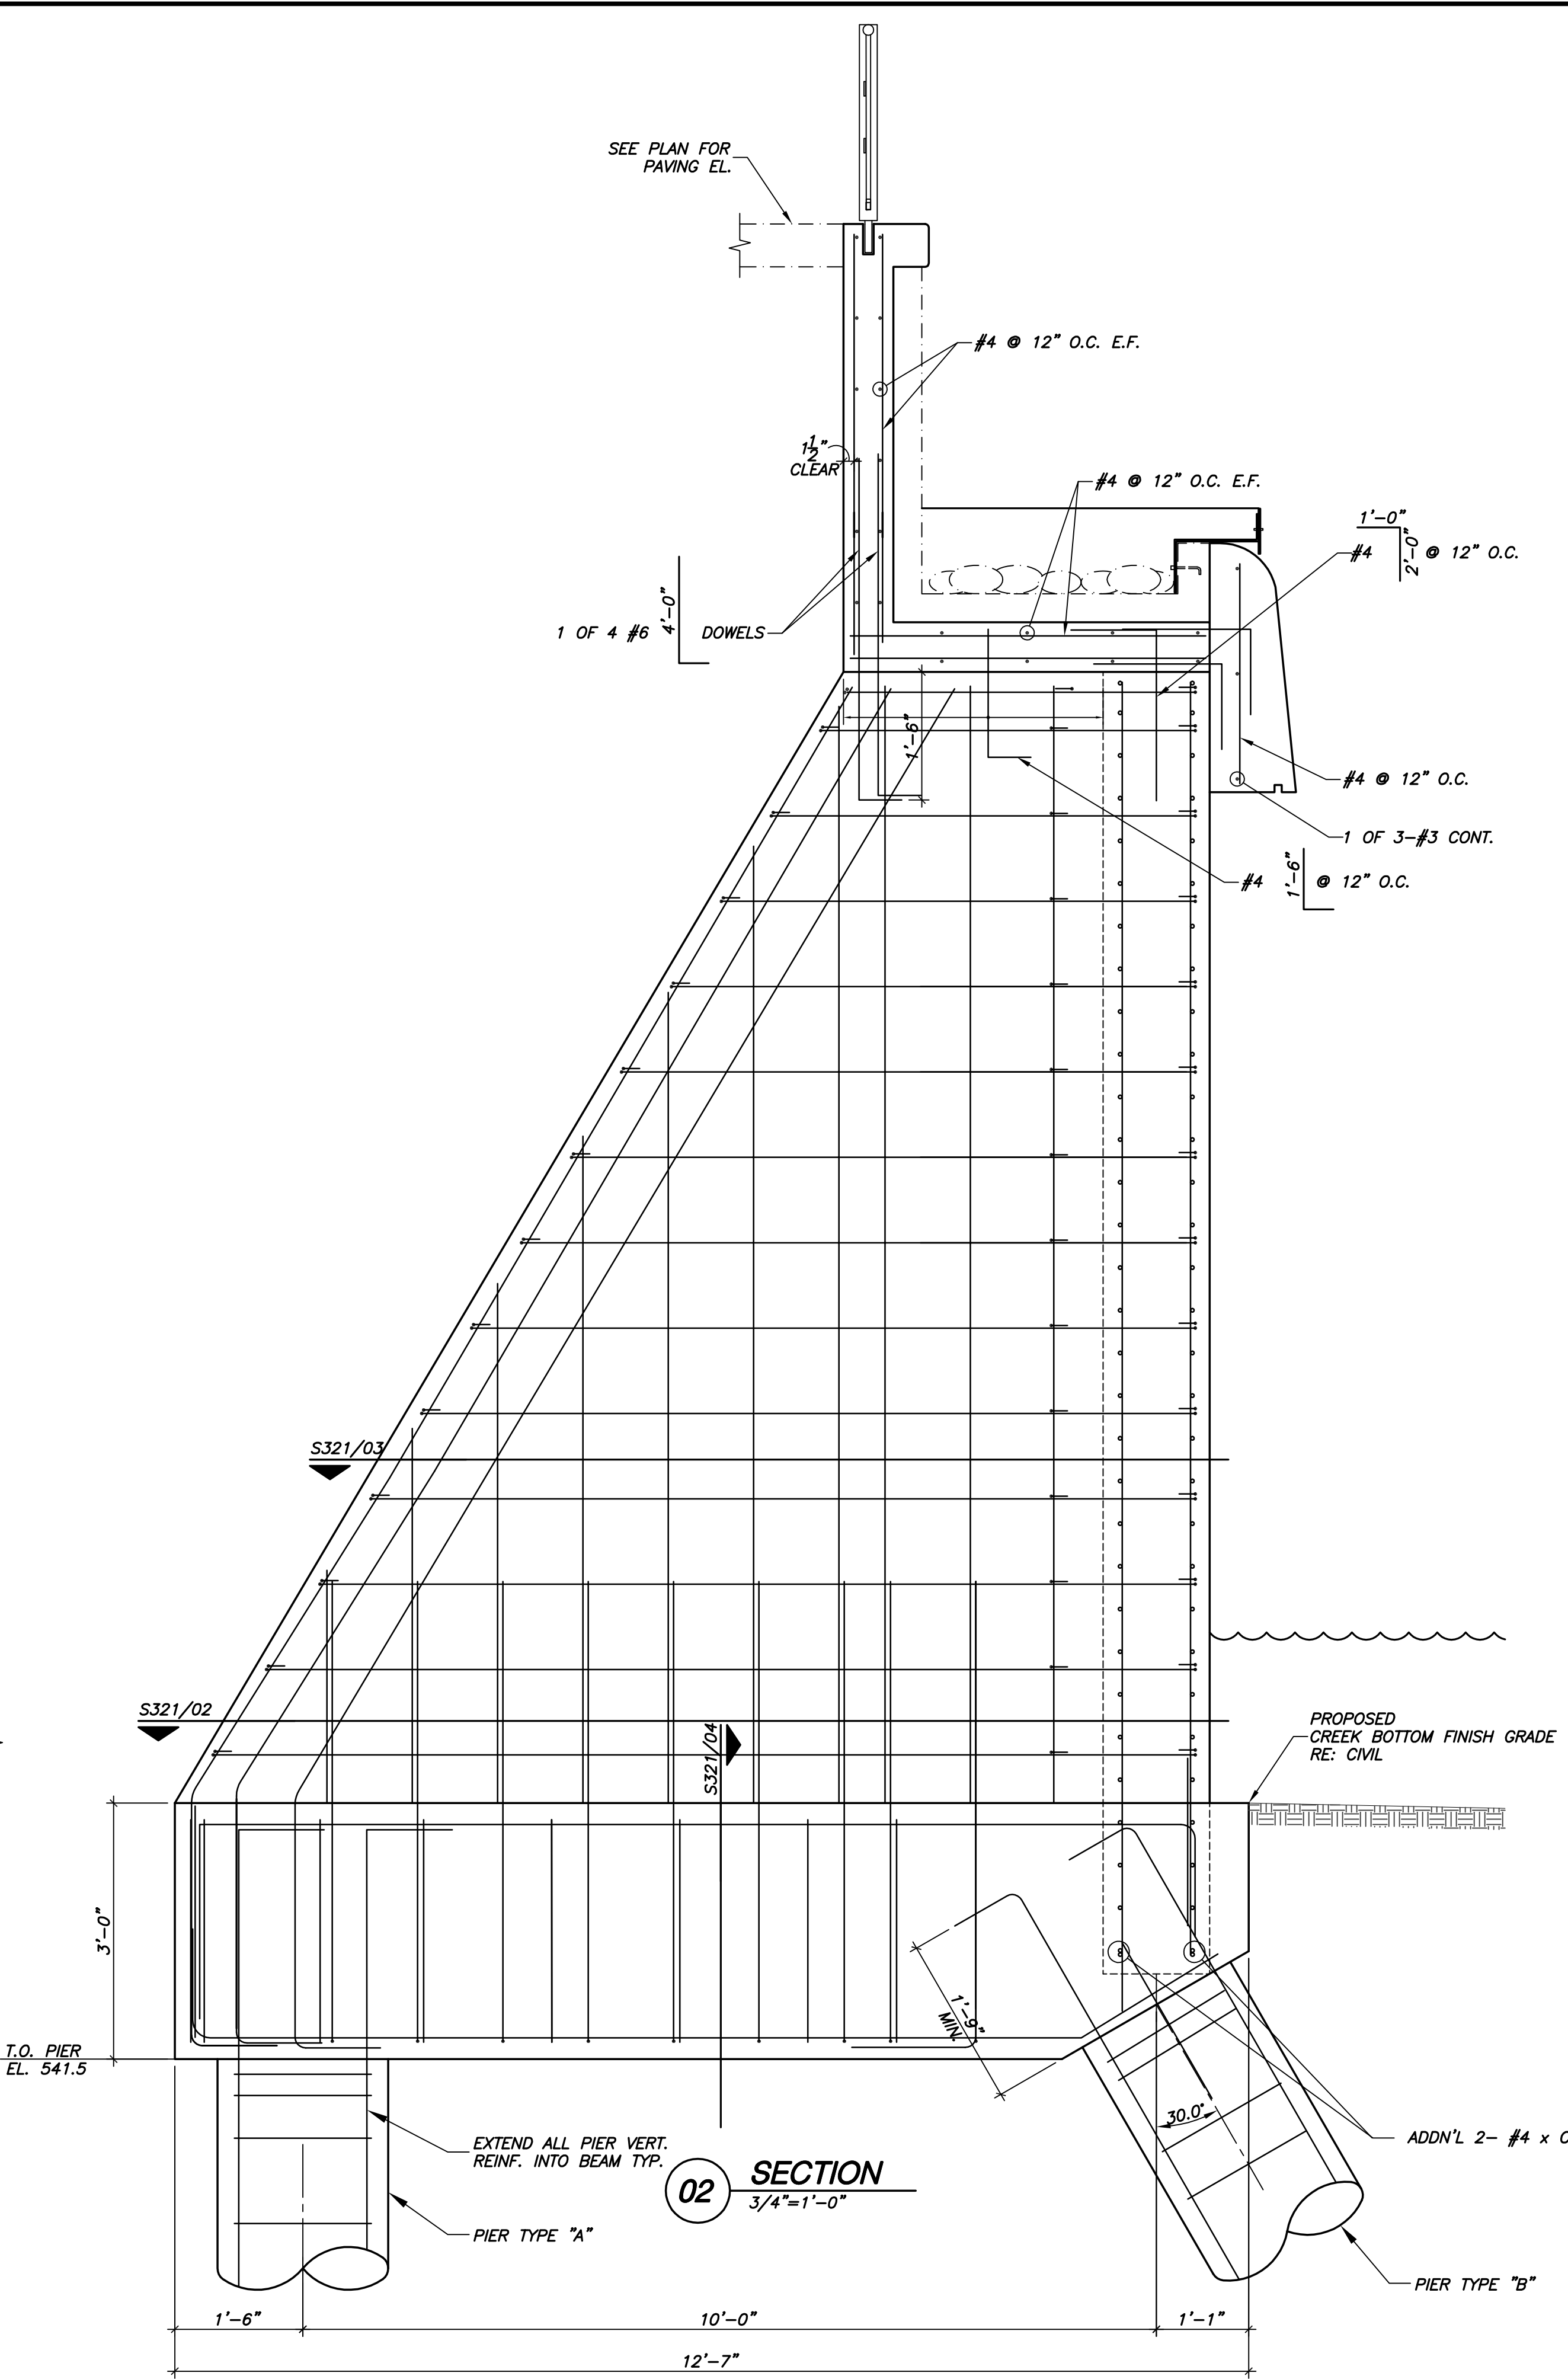 SEE PLAN FOR
PAVING EL.
#4 @ 12" O.C. E.F.
1 1/2"
CLEAR
#4 @ 12" O.C. E.F.
1'-0"
#4 2'-0" @ 12" O.C.
1 OF 4 #6 4'-0" DOWELS
1'-6"
#4 @ 12" O.C.
1 OF 3-#3 CONT.
#4 1'-6" @ 12" O.C.
S321/03
S321/02
S321/04
PROPOSED
CREEK BOTTOM FINISH GRADE
RE: CIVIL
3'-0"
1'-9"
MIN.
T.O. PIER
EL. 541.5
30.0°
EXTEND ALL PIER VERT.
REINF. INTO BEAM TYP.
ADDN'L 2- #4 x
02 SECTION
3/4"=1'-0"
PIER TYPE "A"
PIER TYPE "B"
1'-6"
10'-0"
1'-1"
12'-7"